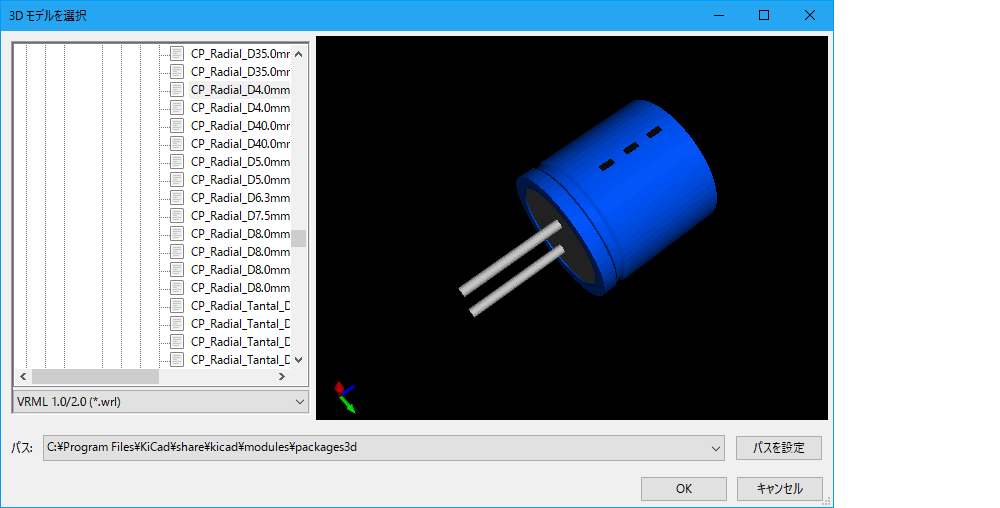 3D モデルを選択
CP_Radial_D35.0mr
CP_Radial_D35.0mr
CP_Radial_D4.0mm
CP_Radial_D4.0mm
CP_Radial_D40.0mr
CP_Radial_D40.0mr
CP_Radial_D5.0mm
CP_Radial_D5.0mm
CP_Radial_D6.3mm
CP_Radial_D7.5mm
CP_Radial_D8.0mm
CP_Radial_D8.0mm
CP_Radial_D8.0mm
CP_Radial_D8.0mm
CP_Radial_Tantal_D
CP_Radial_Tantal_D
CP_Radial_Tantal_D
CP_Radial_Tantal_D
VRML 1.0/2.0 (*.wrl)
パス:
C:¥Program Files¥KiCad¥share¥kicad¥modules¥packages3d
パスを設定
OK
キャンセル